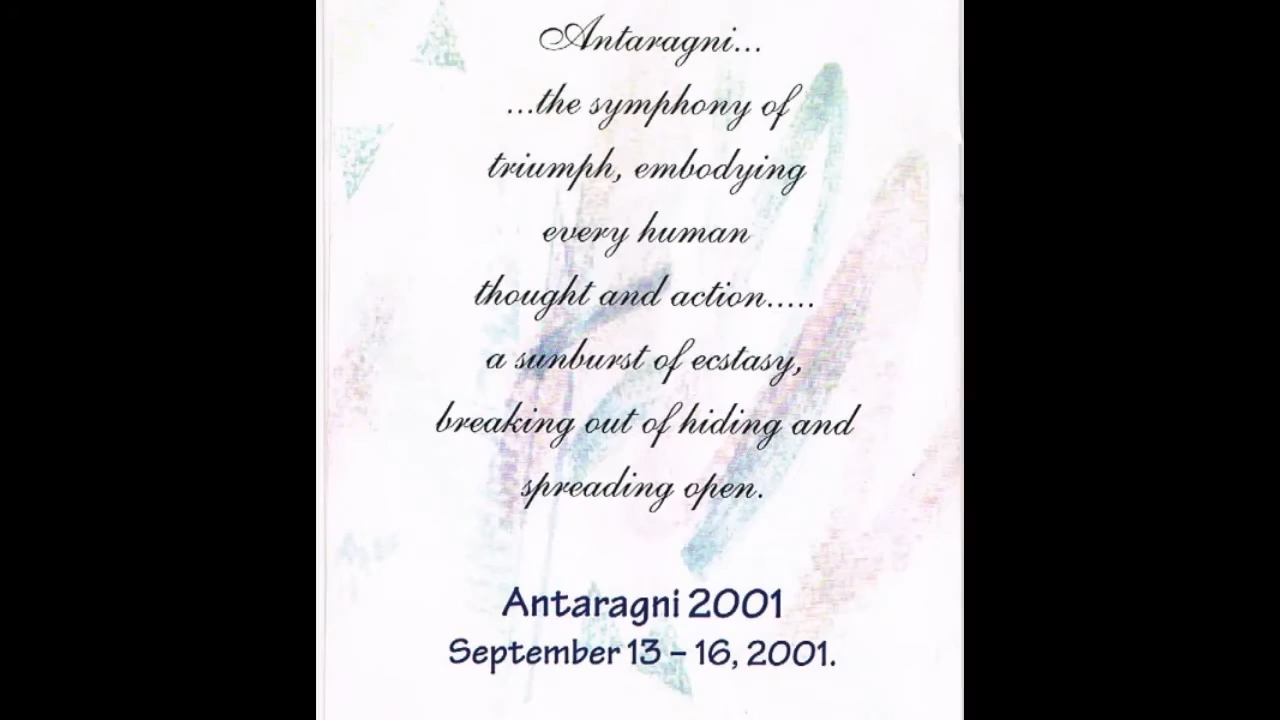 Antaragni...
...the symphony of
triumph, embodying
every human
thought and action.....
a sunburst of ecstasy,
breaking out of hiding and
spreading open.
Antaragni 2001
September 13 – 16, 2001.